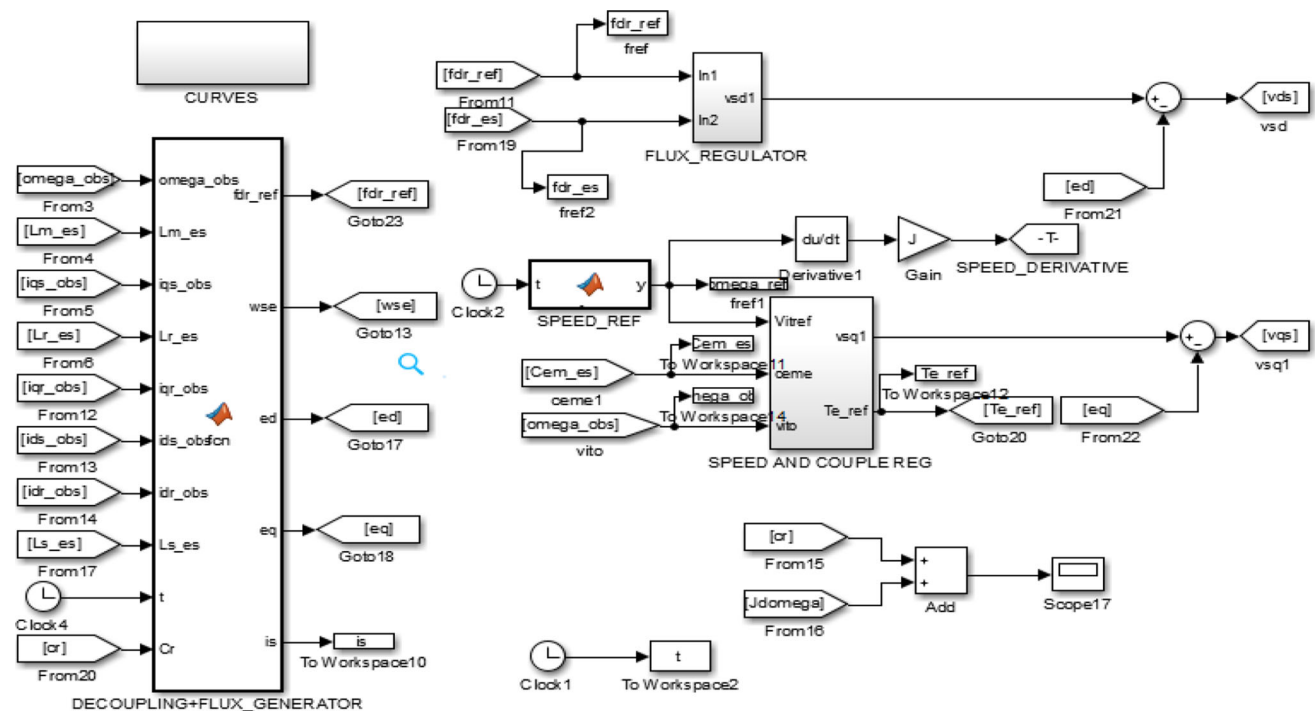 CURVES
omega_obs
Lm_es
iqs_obs
Lr_es
iqr_obs
ids_obs
fcn
idr_obs
Ls_es
t
Cr
fdr_ref
wse
ed
eq
is
DECOUPLING+FLUX_GENERATOR
[omega_obs]
From3
[Lm_es]
From4
[iqs_obs]
From5
[Lr_es]
From6
[iqr_obs]
From12
[ids_obs]
From13
[idr_obs]
From14
[Ls_es]
From17
Clock4
[cr]
From20
[fdr_ref]
Goto23
[wse]
Goto13
[ed]
Goto17
[eq]
Goto18
is
To Workspace10
fdr_ref
fref
[fdr_ref]
From11
[fdr_es]
From19
fdr_es
fref2
In1
In2
vsd1
FLUX_REGULATOR
+
-
[vds]
vsd
[ed]
From21
Clock2
t
y
SPEED_REF
du/dt
Derivative1
J
Gain
-T-
SPEED_DERIVATIVE
omega_ref
fref1
Cem_es
To Workspace11
[Cem_es]
ceme1
To Workspace14
[omega_obs]
vito
Vitref
ceme
vito
vsq1
Te_ref
SPEED AND COUPLE REG
Te_ref
To Workspace12
[Te_ref]
Goto20
[eq]
From22
+
-
[vqs]
vsq1
[cr]
From15
[Jdomega]
From16
+
+
Add
Scope17
Clock1
t
To Workspace2